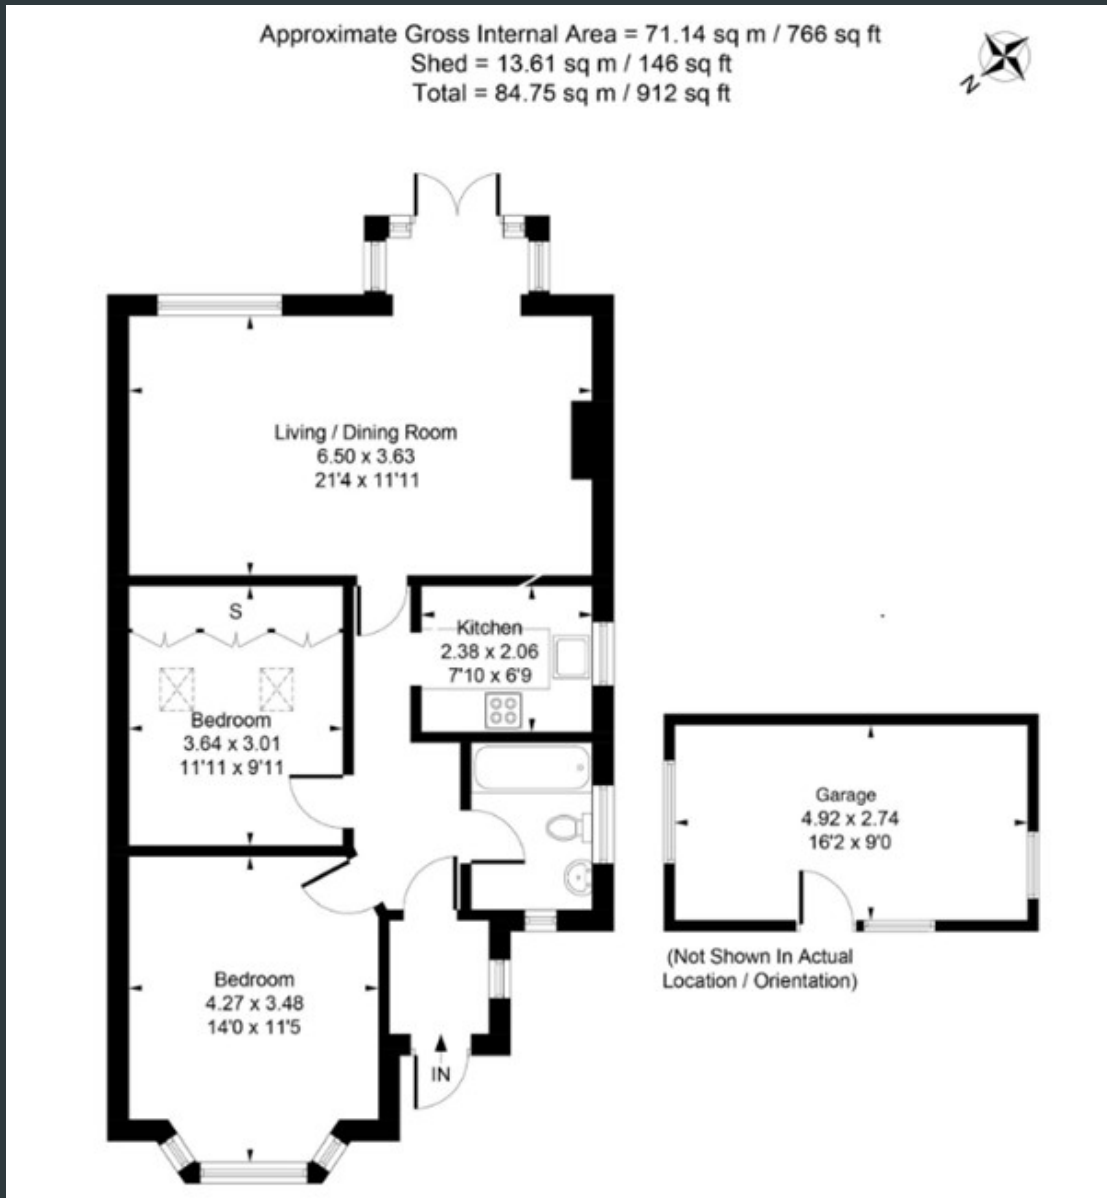 Approximate Gross Internal Area = 71.14 sq m / 766 sq ft
Shed = 13.61 sq m / 146 sq ft
Total = 84.75 sq m / 912 sq ft
N
Living / Dining Room
6.50 x 3.63
21'4 x 11'11
S
Kitchen
2.38 x 2.06
7'10 x 6'9
Bedroom
3.64 x 3.01
11'11 x 9'11
Garage
4.92 x 2.74
16'2 x 9'0
(Not Shown In Actual
Location / Orientation)
Bedroom
4.27 x 3.48
14'0 x 11'5
IN